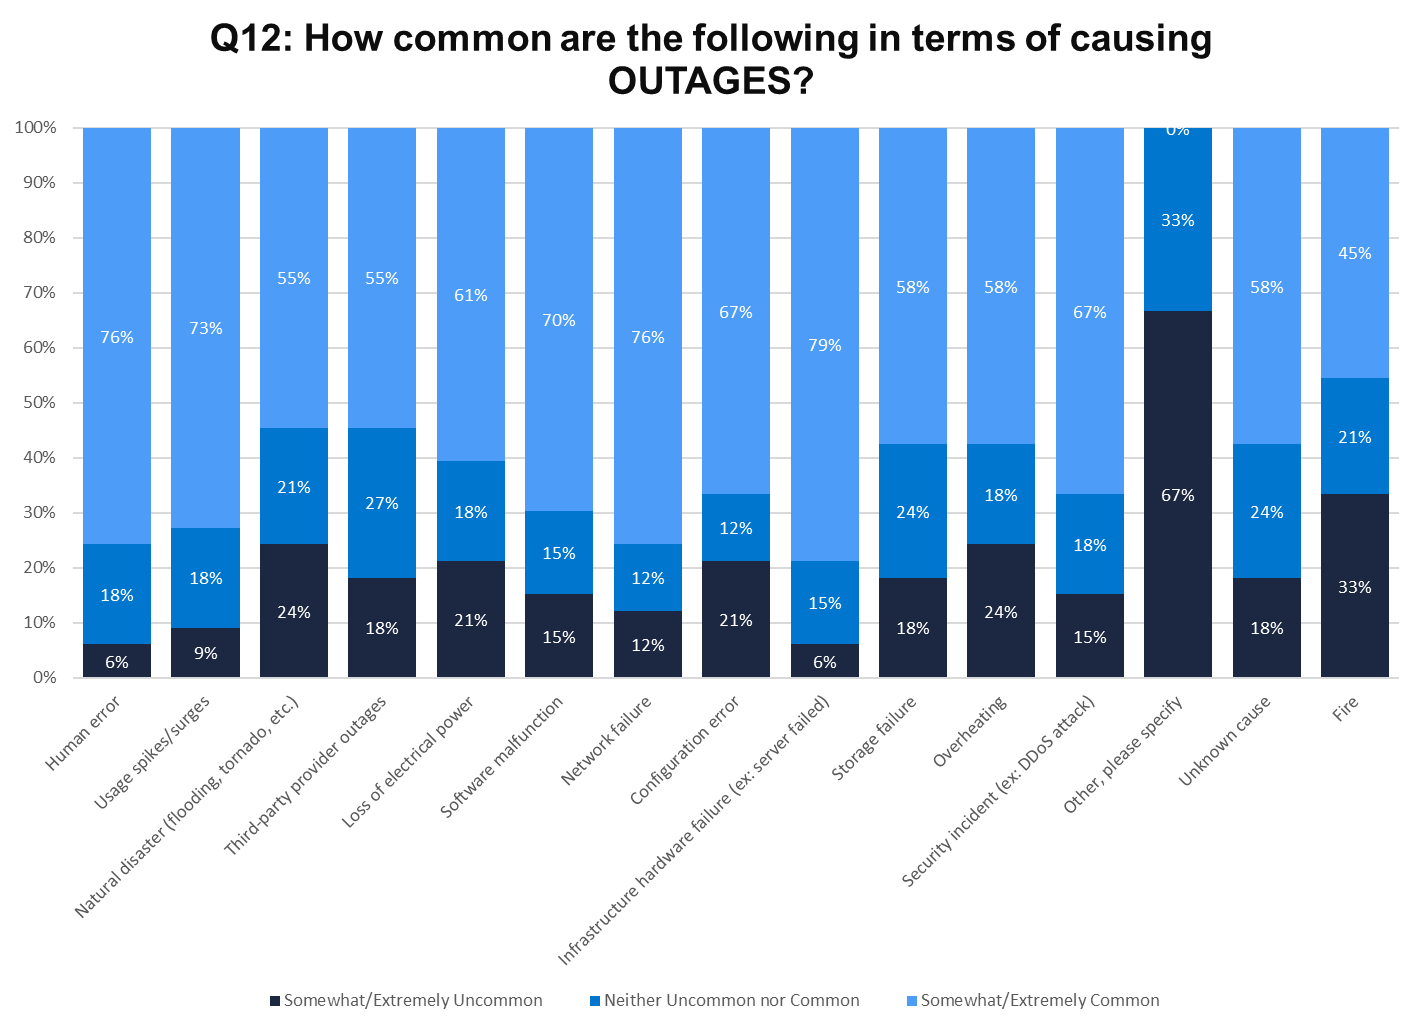 Q12: How common are the following in terms of causing
OUTAGES?
100%
90%
80%
70%
60%
50%
40%
30%
20%
10%
0%
76%
18%
6%
73%
18%
9%
55%
21%
24%
55%
27%
18%
61%
18%
21%
70%
15%
15%
76%
12%
12%
67%
12%
21%
79%
15%
6%
58%
24%
18%
58%
18%
24%
67%
18%
15%
0%
33%
67%
58%
24%
18%
45%
21%
33%
Human error
Usage spikes/surges
Natural disaster (flooding, tornado, etc.)
Third-party provider outages
Loss of electrical power
Software malfunction
Network failure
Configuration error
Infrastructure hardware failure (ex: server failed)
Storage failure
Overheating
Security incident (ex: DDoS attack)
Other, please specify
Unknown cause
Fire
Somewhat/Extremely Uncommon
Neither Uncommon nor Common
Somewhat/Extremely Common